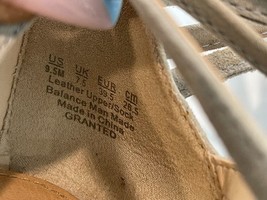 US UK EUR cm
9.5M 7.5 39.5 26.5
Leather Upper/Sock
Balance Man Made
Made in China
GRANTED